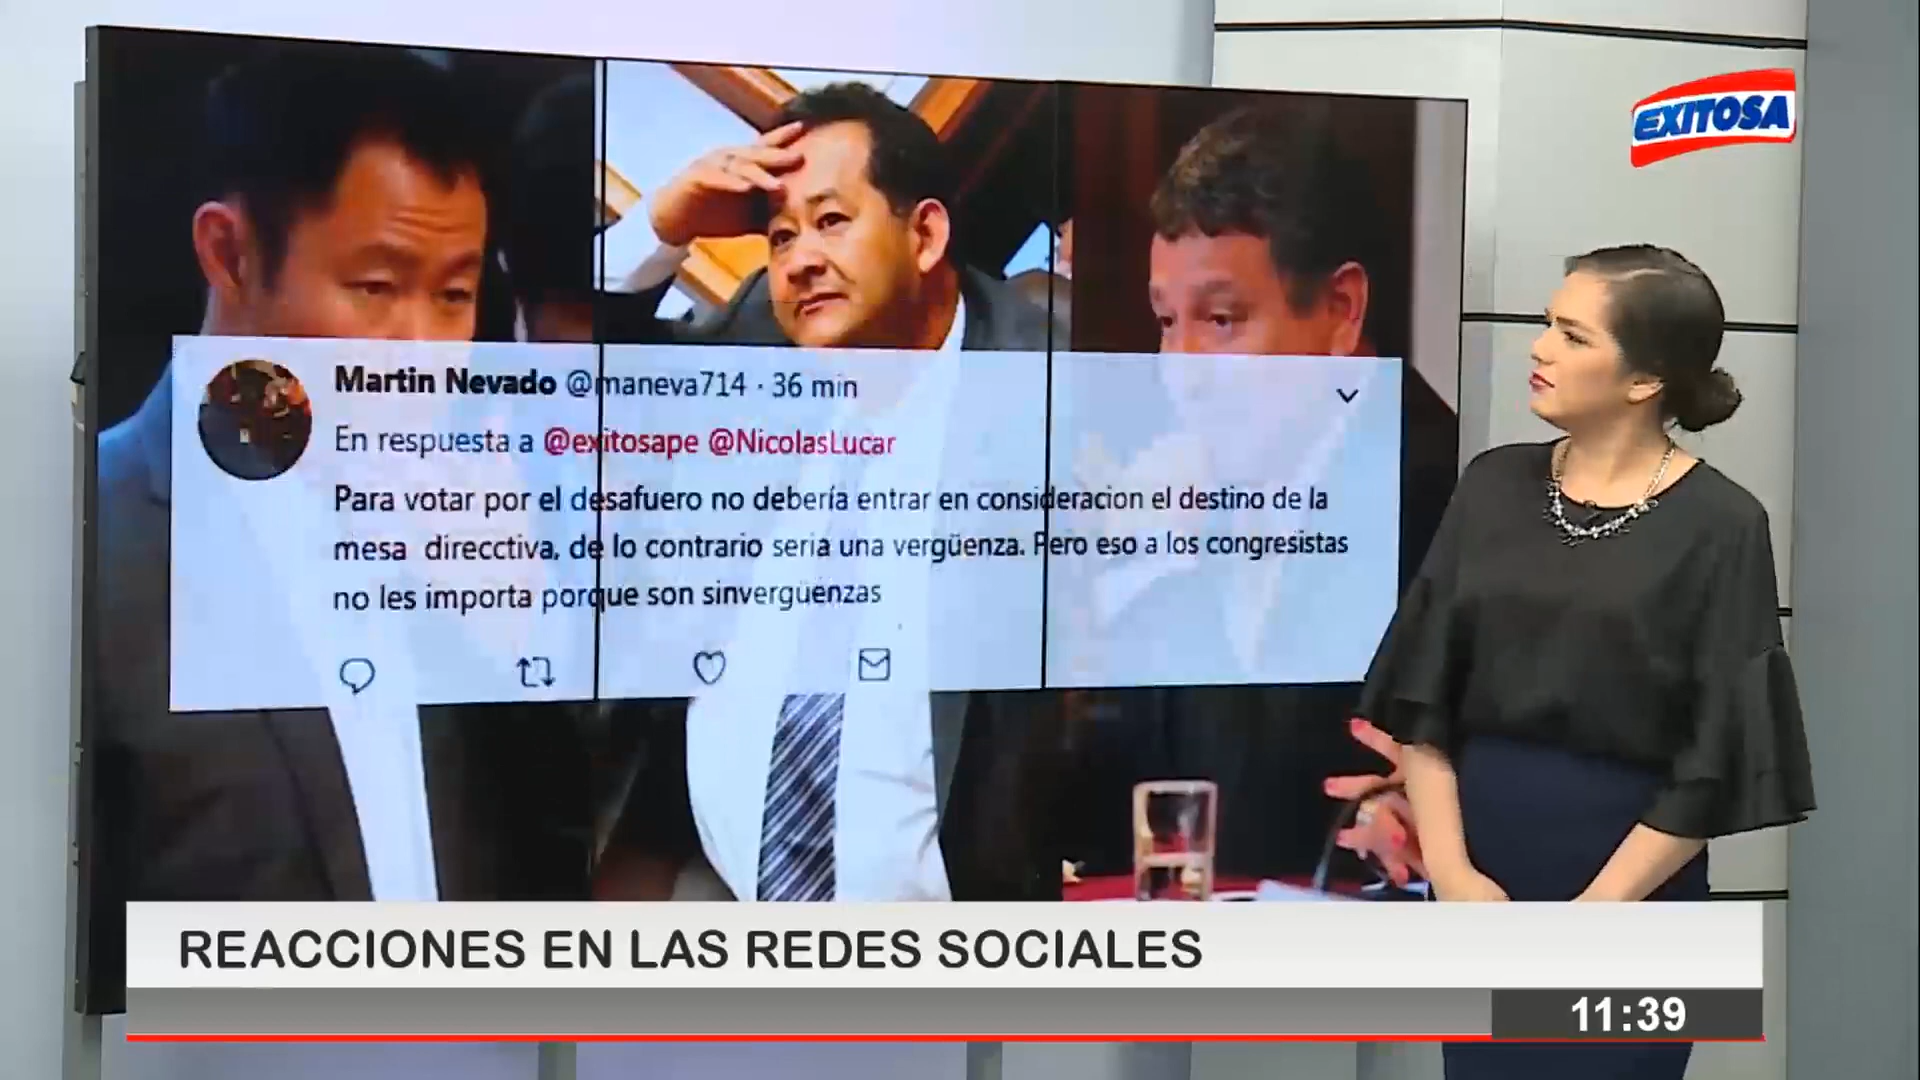 EXITOSA
Martin Nevado @maneva714 · 36 min
En respuesta a @exitosape @NicolasLucar
Para votar por el desafuero no debería entrar en consideracion el destino de la
mesa direcctiva, de lo contrario seria una vergüenza. Pero eso a los congresistas
no les importa porque son sinvergüenzas
REACCIONES EN LAS REDES SOCIALES
11:39